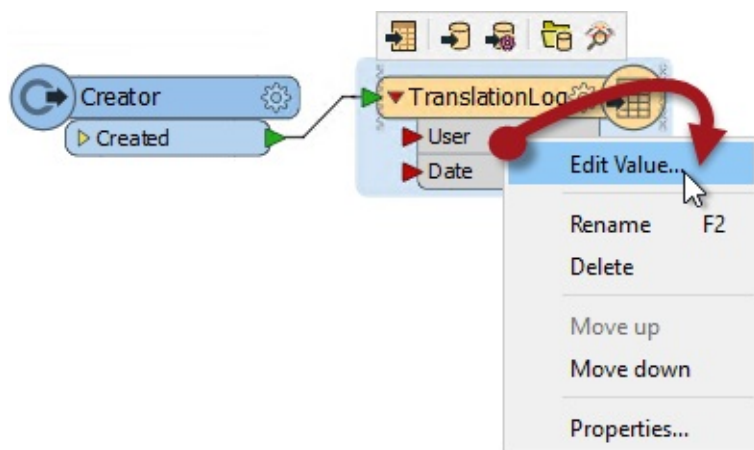 Creator
Created
TranslationLog
User
Date
Edit Value...
Rename F2
Delete
Move up
Move down
Properties...